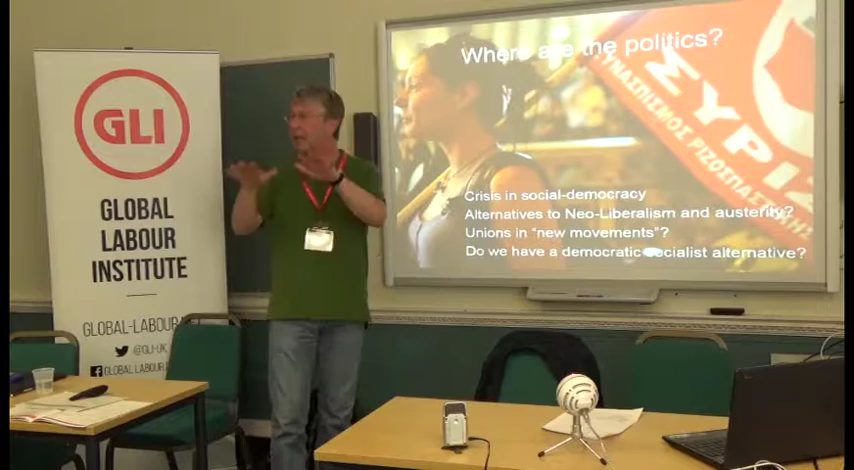 GLI
GLOBAL
LABOUR
INSTITUTE
GLOBAL-LABOUR
@GLI-UK
GLOBAL LABOUR
Where are the politics?
ΣΥΡΙΖΑ
Crisis in social-democracy
Alternatives to Neo-Liberalism and austerity?
Unions in "new movements"?
Do we have a democratic socialist alternative?